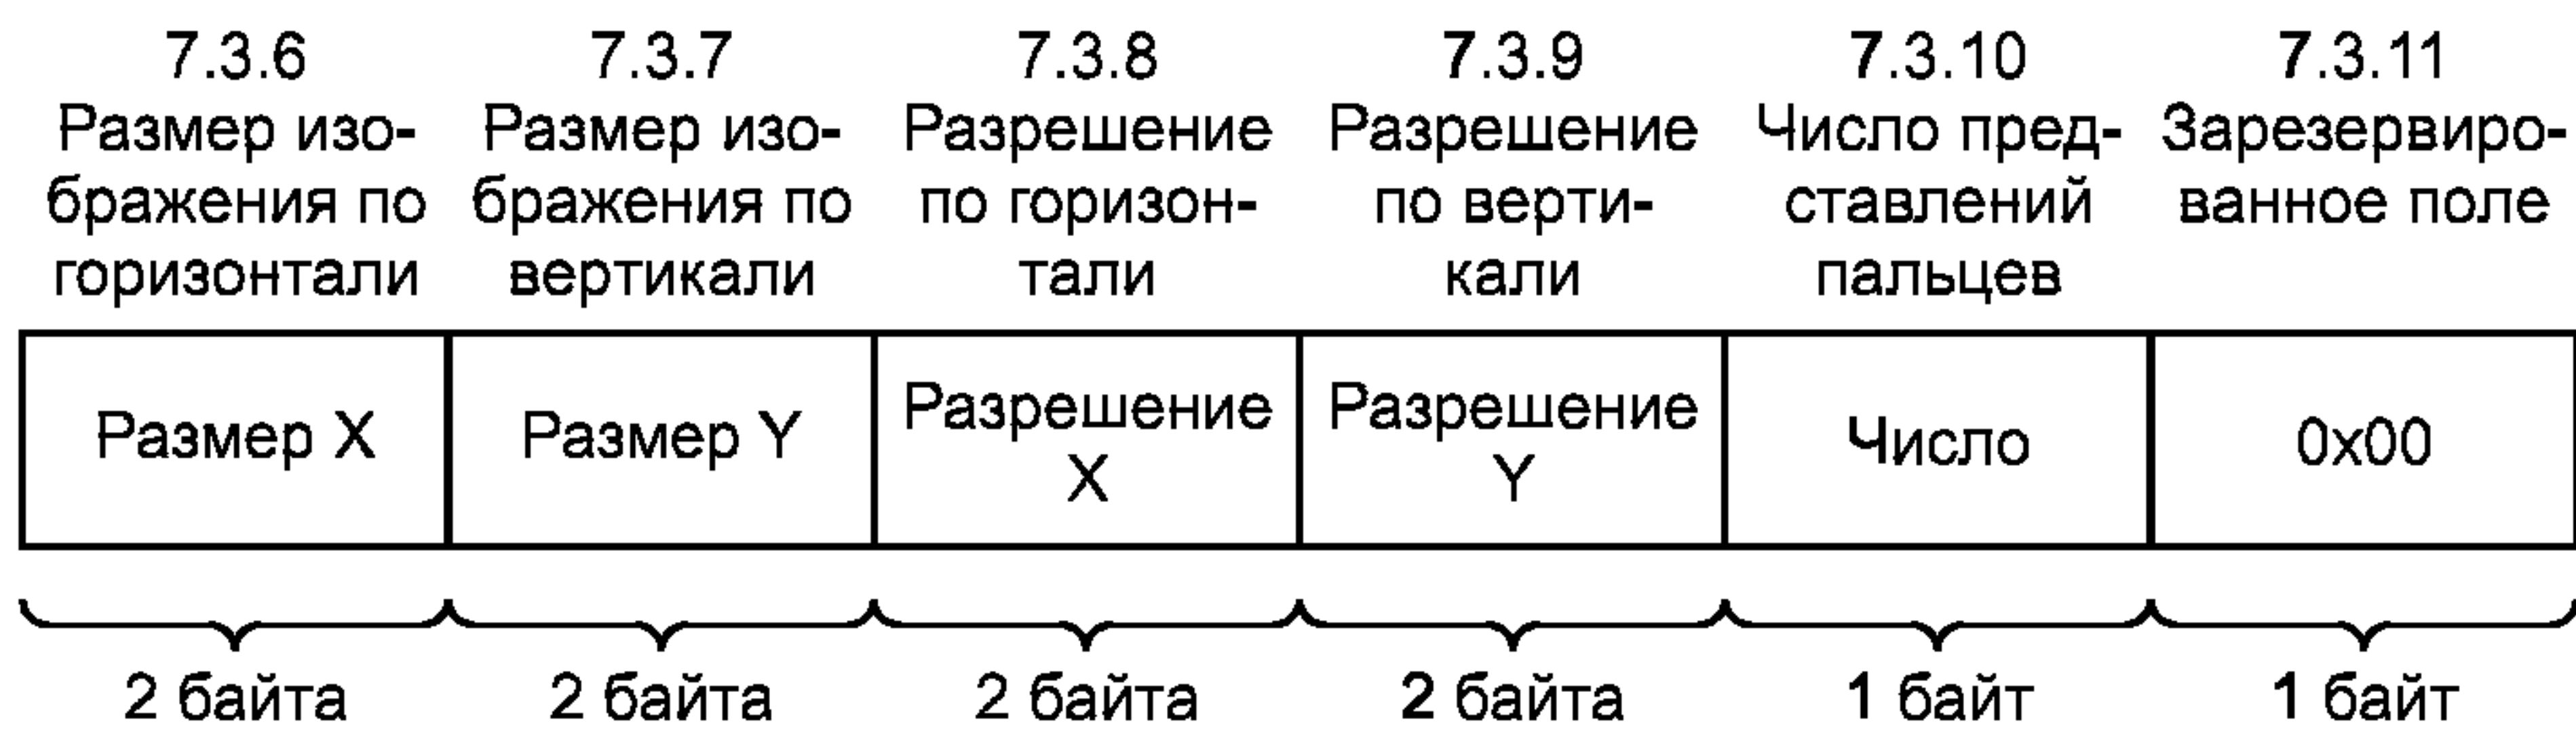 7.3.6 7.3.7 7.3.8 7.3.9 7.3.10 7.3.11
Размер изо- Размер изо- Разрешение Разрешение Число пред- Зарезервиро-
бражения по бражения по по горизон- по верти- ставлений ванное поле
горизонтали вертикали тали кали пальцев
Размер X Размер Y Разрешение X Разрешение Y Число 0x00
2 байта 2 байта 2 байта 2 байта 1 байт 1 байт